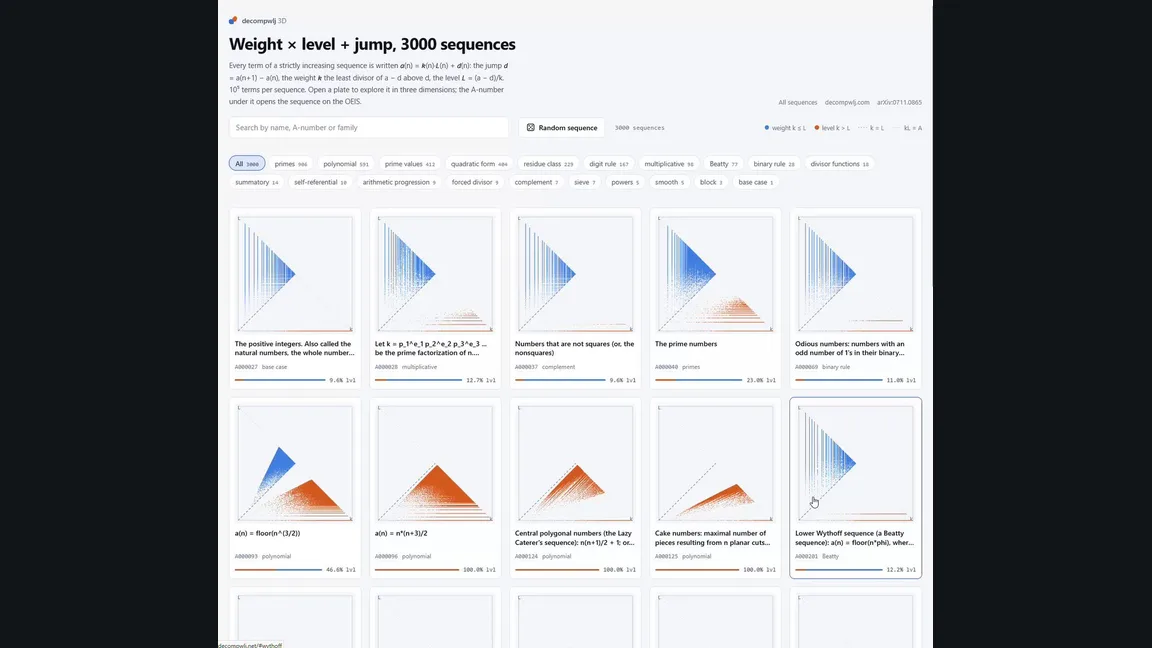 decompwlj 3D
Weight × level + jump, 3000 sequences
Every term of a strictly increasing sequence is written a(n) = k(n)·L(n) + d(n): the jump d
= a(n+1) − a(n), the weight k the least divisor of a − d above d, the level L = (a − d)/k.
10⁵ terms per sequence. Open a plate to explore it in three dimensions; the A-number
under it opens the sequence on the OEIS.
All sequences decompwlj.com arXiv:0711.0865
Search by name, A-number or family
Random sequence
3000 sequences
weight k ≤ L level k > L k = L kL = A
All 3000 primes 986 polynomial 591 prime values 412 quadratic form 404 residue class 229 digit rule 167 multiplicative 98 Beatty 77 binary rule 28 divisor functions 18
summatory 14 self-referential 10 arithmetic progression 9 forced divisor 9 complement 7 sieve 7 powers 5 smooth 5 block 3 base case 1
L L L L L
k k k k k
The positive integers. Also called the
natural numbers, the whole number...
A000027 base case
9.6% lvl
Let k = p_1^e_1 p_2^e_2 p_3^e_3 ...
be the prime factorization of n....
A000028 multiplicative
12.7% lvl
Numbers that are not squares (or, the
nonsquares)
A000037 complement
9.6% lvl
The prime numbers
A000040 primes
23.0% lvl
Odious numbers: numbers with an
odd number of 1's in their binary...
A000069 binary rule
11.0% lvl
L L L L L
k k k k k
a(n) = floor(n^(3/2))
A000093 polynomial
46.6% lvl
a(n) = n*(n+3)/2
A000096 polynomial
100.0% lvl
Central polygonal numbers (the Lazy
Caterer's sequence): n(n+1)/2 + 1; or...
A000124 polynomial
100.0% lvl
Cake numbers: maximal number of
pieces resulting from n planar cuts...
A000125 polynomial
100.0% lvl
Lower Wythoff sequence (a Beatty
sequence): a(n) = floor(n*phi), wher...
A000201 Beatty
12.2% lvl
L L L L L
decompwlj.net/#wythoff